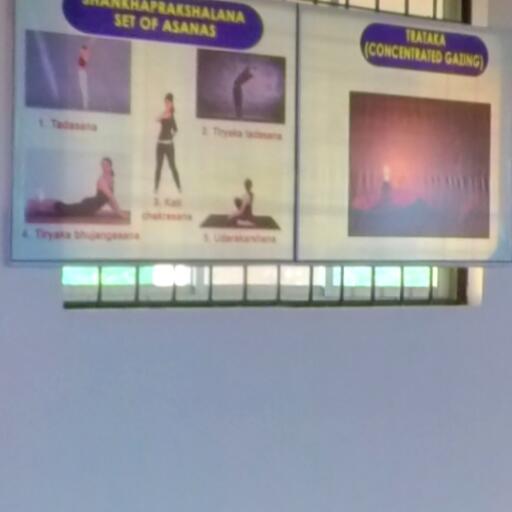 SHANKHAPRAKSHALANA
SET OF ASANAS
1. Tadasana
2. Tiryaka tadasana
3. Kati
chakrasana
4. Tiryaka bhujangasana
5. Udarakarshana
TRATAKA
(CONCENTRATED GAZING)